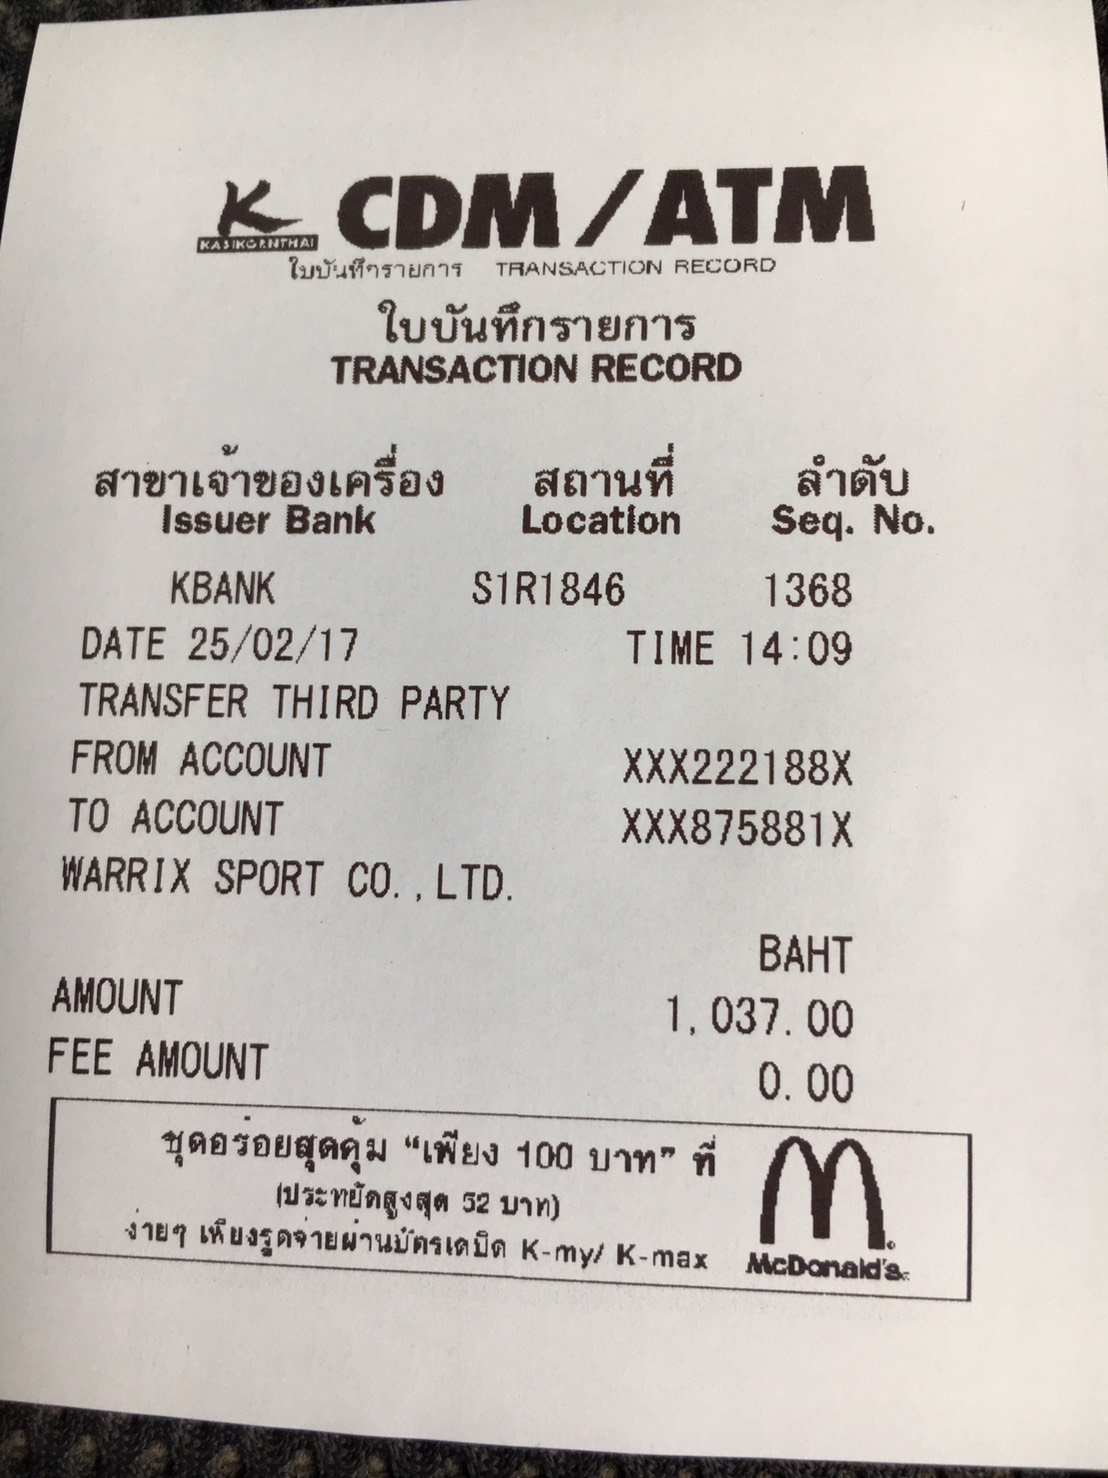 K CDM/ATM
KASIKORNTHAI
ใบบันทึกรายการ TRANSACTION RECORD
ใบบันทึกรายการ
TRANSACTION RECORD
สาขาเจ้าของเครื่อง สถานที่ ลำดับ
Issuer Bank Location Seq. No.
KBANK S1R1846 1368
DATE 25/02/17 TIME 14:09
TRANSFER THIRD PARTY
FROM ACCOUNT XXX222188X
TO ACCOUNT XXX875881X
WARRIX SPORT CO.,LTD.
BAHT
AMOUNT 1,037.00
FEE AMOUNT 0.00
ชุดอร่อยสุดคุ้ม "เพียง 100 บาท" ที่
(ประหยัดสูงสุด 52 บาท)
ง่ายๆ เพียงรูดจ่ายผ่านบัตรเดบิต K-my/ K-max
McDonald's